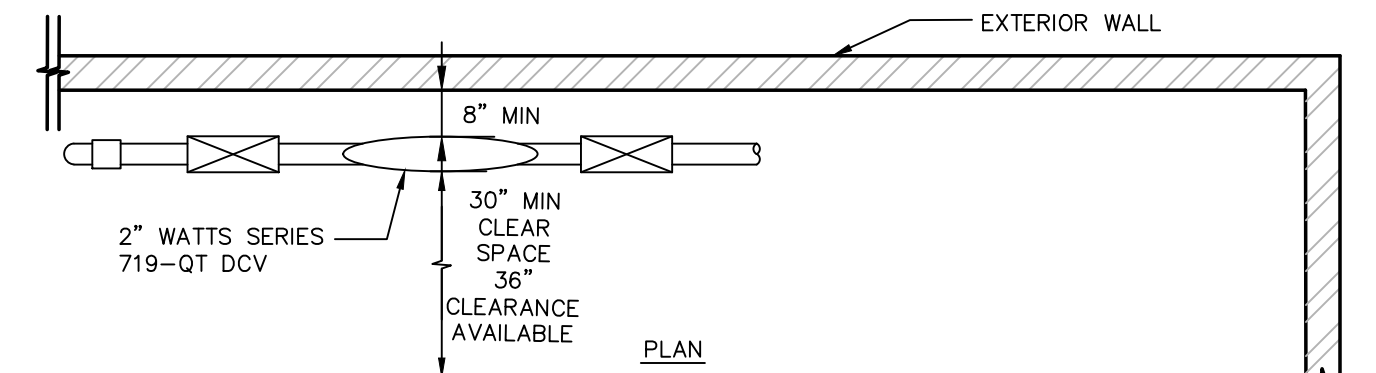 EXTERIOR WALL
8” MIN
30” MIN
CLEAR
SPACE
36”
CLEARANCE
AVAILABLE
2” WATTS SERIES
719-QT DCV
PLAN